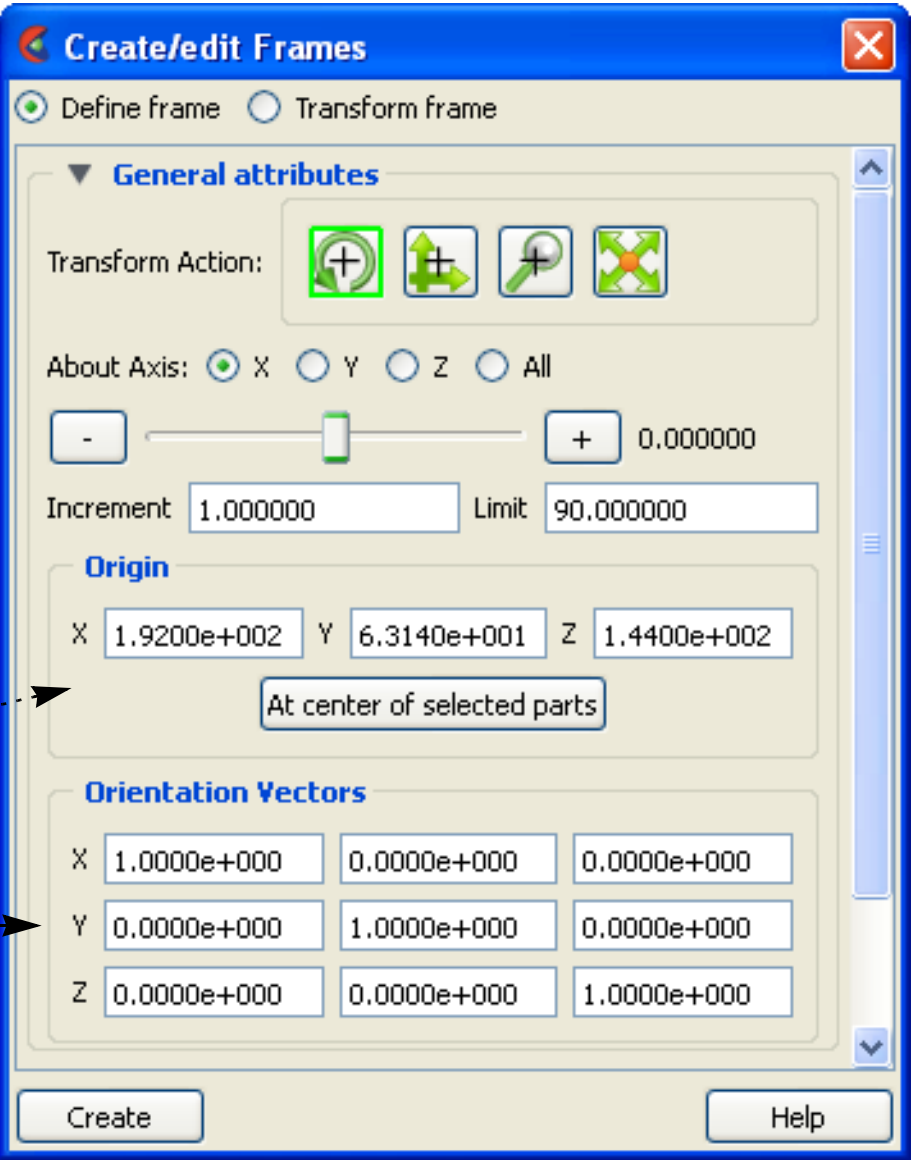 Create/edit Frames
Define frame Transform frame
General attributes
Transform Action:
About Axis: X Y Z All
- + 0.000000
Increment 1.000000 Limit 90.000000
Origin
X 1.9200e+002 Y 6.3140e+001 Z 1.4400e+002
At center of selected parts
Orientation Vectors
X 1.0000e+000 0.0000e+000 0.0000e+000
Y 0.0000e+000 1.0000e+000 0.0000e+000
Z 0.0000e+000 0.0000e+000 1.0000e+000
Create Help